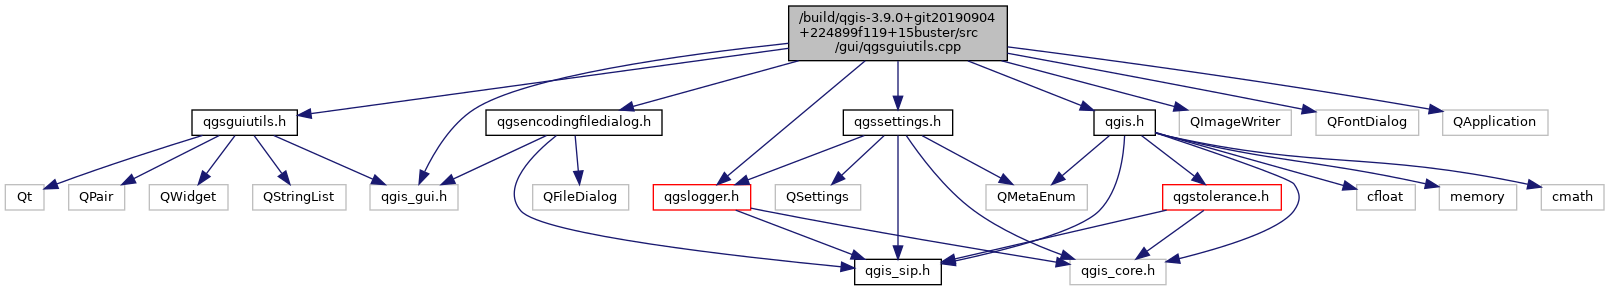 /build/qgis-3.9.0+git20190904
+224899f119+15buster/src
/gui/qgsguiutils.cpp
qgsguiutils.h
qgsencodingfiledialog.h
qgssettings.h
qgis.h
QImageWriter
QFontDialog
QApplication
Qt
QPair
QWidget
QStringList
qgis_gui.h
QFileDialog
qgslogger.h
QSettings
QMetaEnum
qgstolerance.h
cfloat
memory
cmath
qgis_sip.h
qgis_core.h